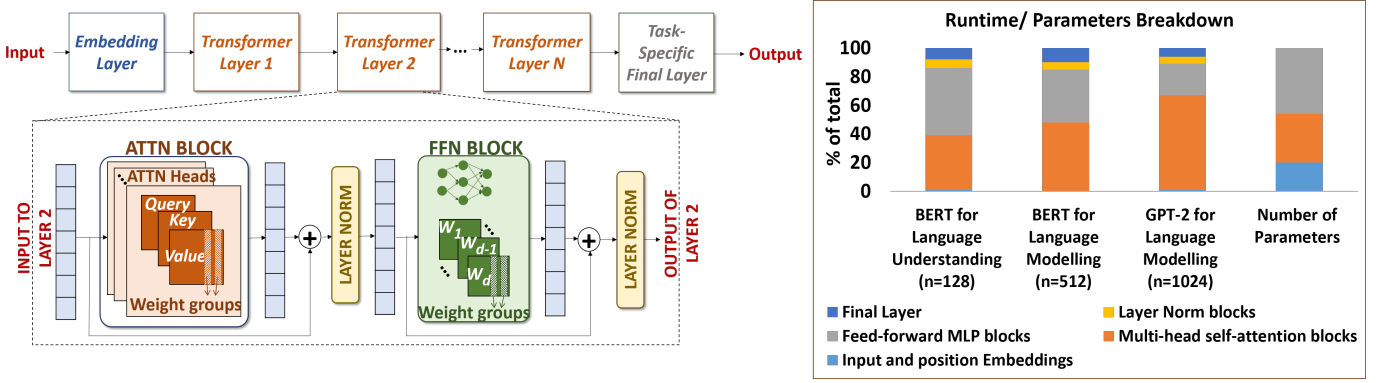 Input
Embedding
Layer
Transformer
Layer 1
Transformer
Layer 2
...
Transformer
Layer N
Task-
Specific
Final Layer
Output
INPUT TO
LAYER 2
ATTN BLOCK
ATTN Heads
Query
Key
Value
Weight groups
+
LAYER NORM
FFN BLOCK
W1
Wd-1
Wd
Weight groups
+
LAYER NORM
OUTPUT OF
LAYER 2
Runtime/ Parameters Breakdown
% of total
100
80
60
40
20
0
BERT for
Language
Understanding
(n=128)
BERT for
Language
Modelling
(n=512)
GPT-2 for
Language
Modelling
(n=1024)
Number of
Parameters
Final Layer
Layer Norm blocks
Feed-forward MLP blocks
Multi-head self-attention blocks
Input and position Embeddings